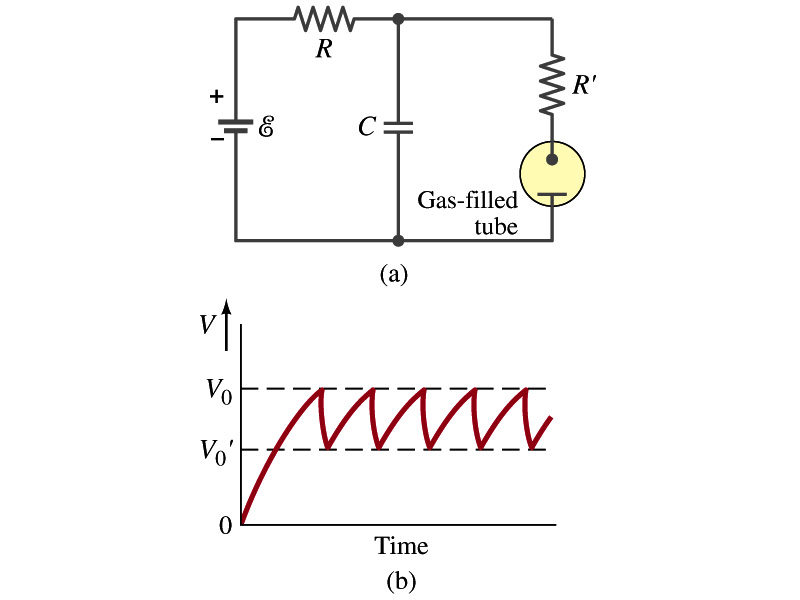 R
R'
+
ℰ
−
C
Gas-filled
tube
(a)
V
V₀
V₀'
0
Time
(b)